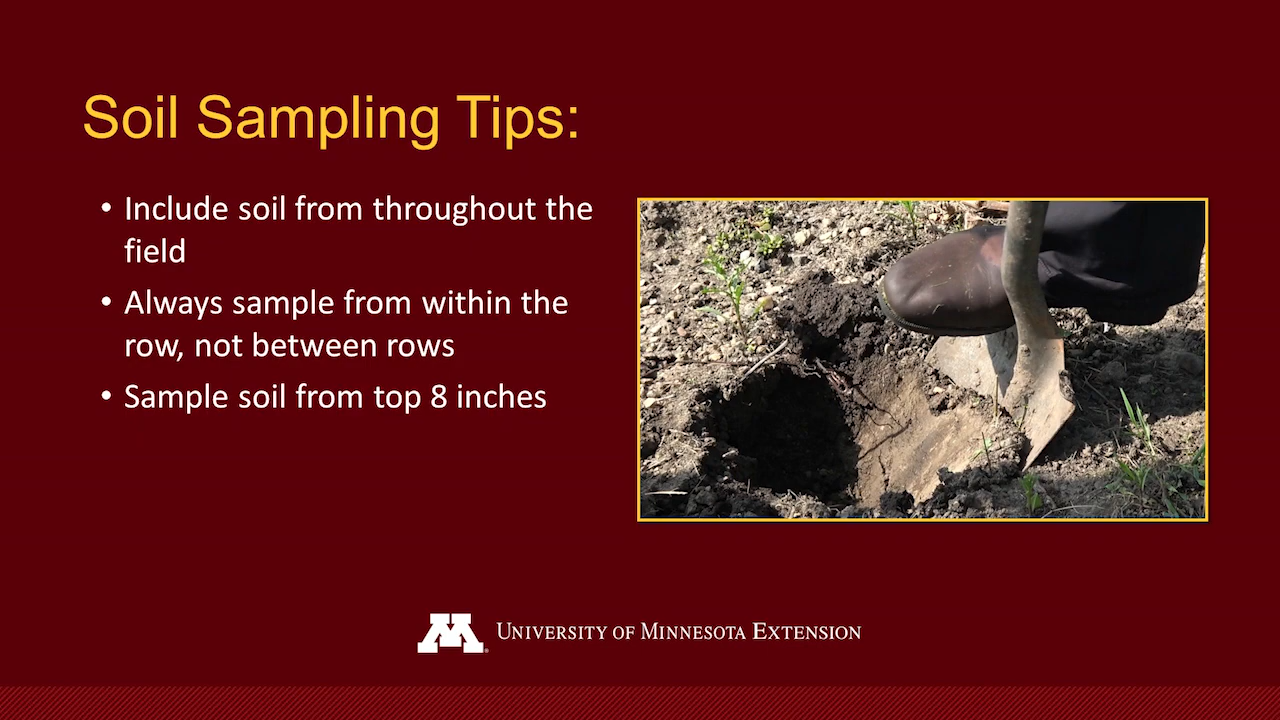 Soil Sampling Tips:
• Include soil from throughout the
field
• Always sample from within the
row, not between rows
• Sample soil from top 8 inches
M
UNIVERSITY OF MINNESOTA EXTENSION